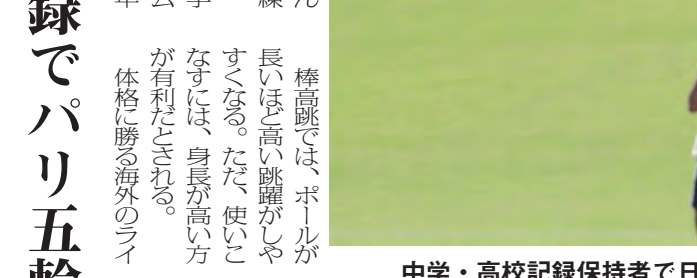 録でパリ五輪
棒高跳では、ポールが
長いほど高い跳躍がしや
すくなる。ただ、使いこ
なすには、身長が高い方
が有利だとされる。
体格に勝る海外のライ
中学・高校記録保持者で日